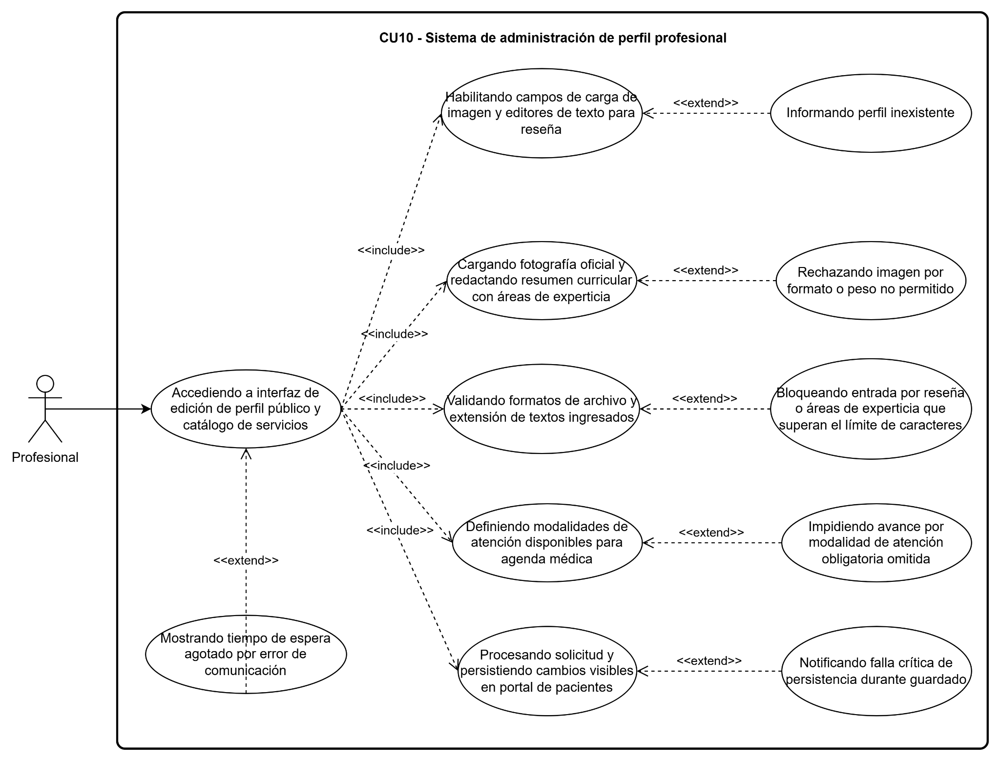 CU10 - Sistema de administración de perfil profesional
Habilitando campos de carga de
imagen y editores de texto para
reseña
<<extend>>
Informando perfil inexistente
<<include>>
Cargando fotografía oficial y
redactando resumen curricular
con áreas de experticia
<<extend>>
Rechazando imagen por
formato o peso no permitido
<<include>>
Profesional
Accediendo a interfaz de
edición de perfil público y
catálogo de servicios
<<include>>
Validando formatos de archivo y
extensión de textos ingresados
<<extend>>
Bloqueando entrada por reseña
o áreas de experticia que
superan el límite de caracteres
<<include>>
Definiendo modalidades de
atención disponibles para
agenda médica
<<extend>>
Impidiendo avance por
modalidad de atención
obligatoria omitida
<<include>>
<<extend>>
Mostrando tiempo de espera
agotado por error de
comunicación
Procesando solicitud y
persistiendo cambios visibles
en portal de pacientes
<<extend>>
Notificando falla crítica de
persistencia durante guardado